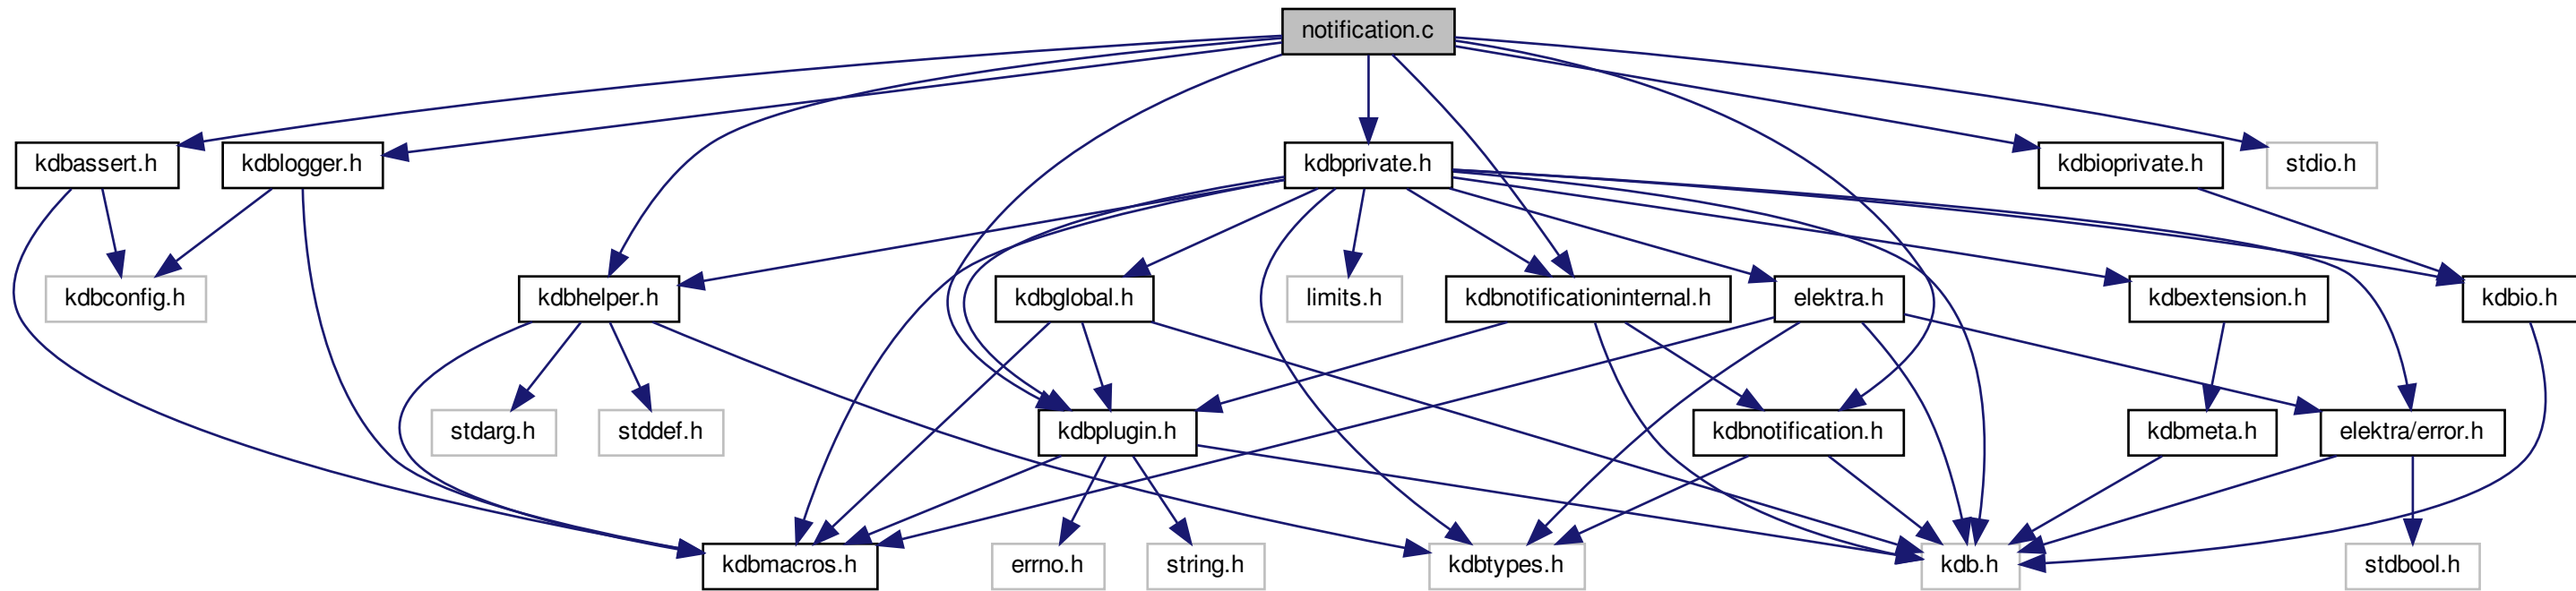 notification.c
kdbassert.h
kdblogger.h
kdbprivate.h
kdbioprivate.h
stdio.h
kdbconfig.h
kdbhelper.h
kdbglobal.h
limits.h
kdbnotificationinternal.h
elektra.h
kdbextension.h
kdbio.h
stdarg.h
stddef.h
kdbplugin.h
kdbnotification.h
kdbmeta.h
elektra/error.h
kdbmacros.h
errno.h
string.h
kdbtypes.h
kdb.h
stdbool.h